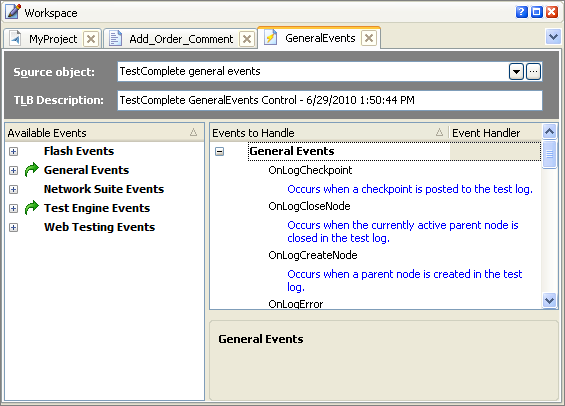 Workspace
MyProject
Add_Order_Comment
GeneralEvents
Source object:
TestComplete general events
TLB Description:
TestComplete GeneralEvents Control - 6/29/2010 1:50:44 PM
Available Events
Flash Events
General Events
Network Suite Events
Test Engine Events
Web Testing Events
Events to Handle
Event Handler
General Events
OnLogCheckpoint
Occurs when a checkpoint is posted to the test log.
OnLogCloseNode
Occurs when the currently active parent node is
closed in the test log.
OnLogCreateNode
Occurs when a parent node is created in the test
log.
OnLogError
General Events